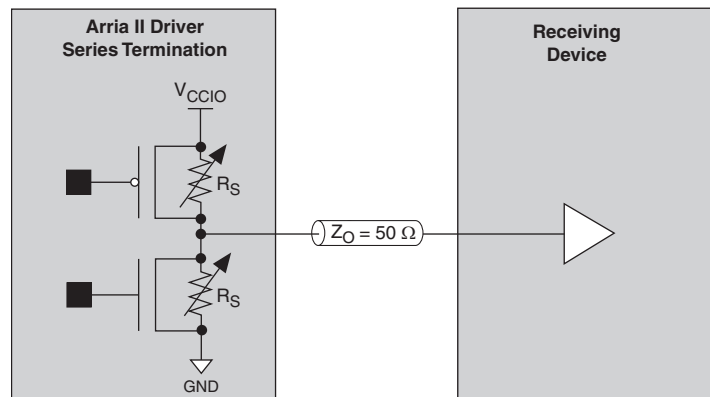 Arria II Driver
Series Termination
Receiving
Device
VCCIO
RS
ZO = 50 Ω
RS
GND